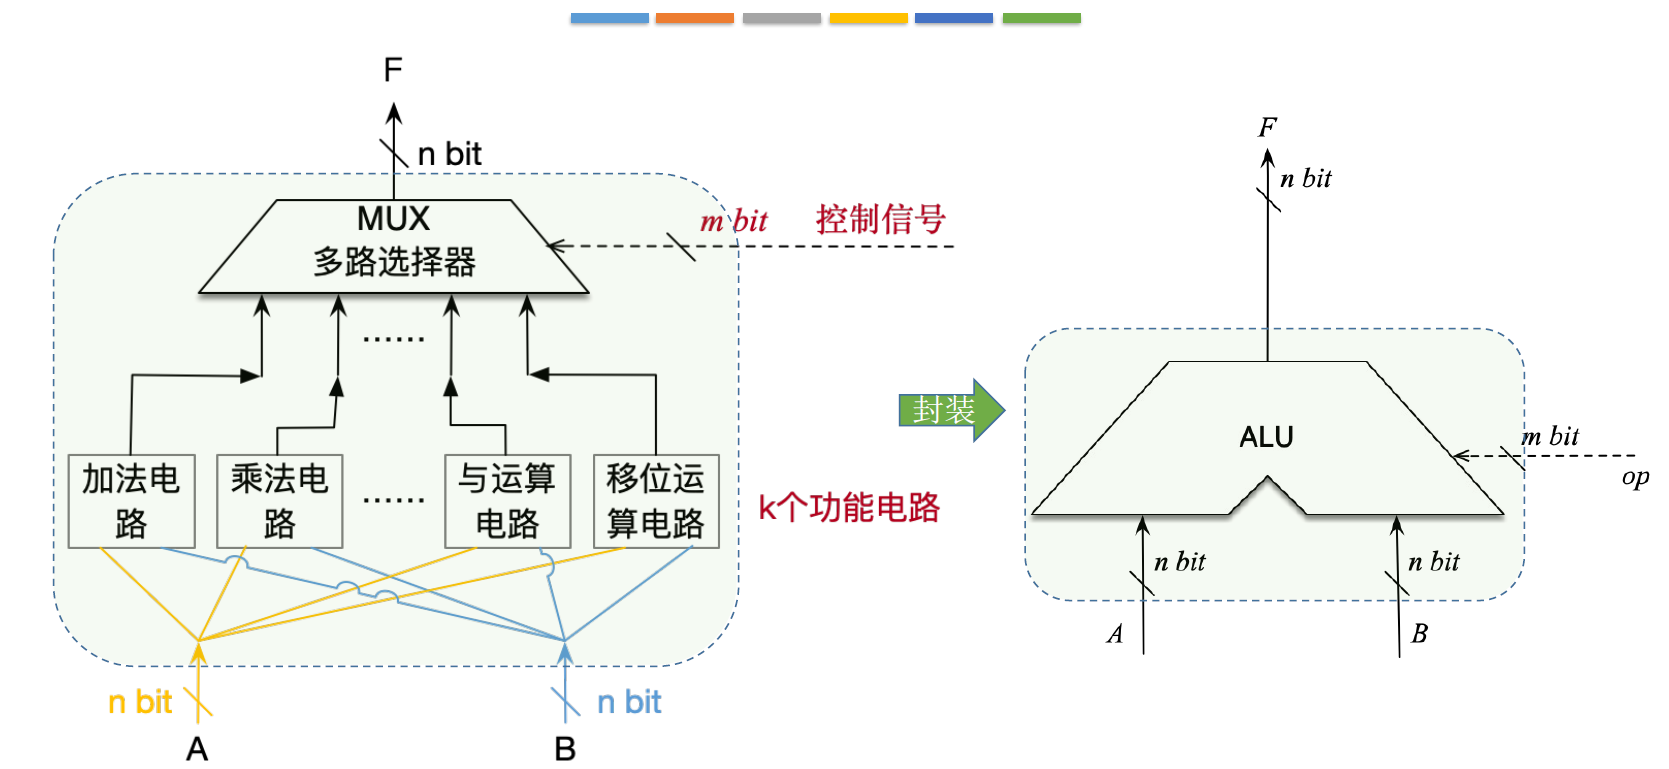 F
n bit
MUX
多路选择器
m bit 控制信号
......
加法电
路
乘法电
路
......
与运算
电路
移位运
算电路
k个功能电路
n bit
n bit
A
B
封装
F
n bit
ALU
m bit
op
n bit
n bit
A
B